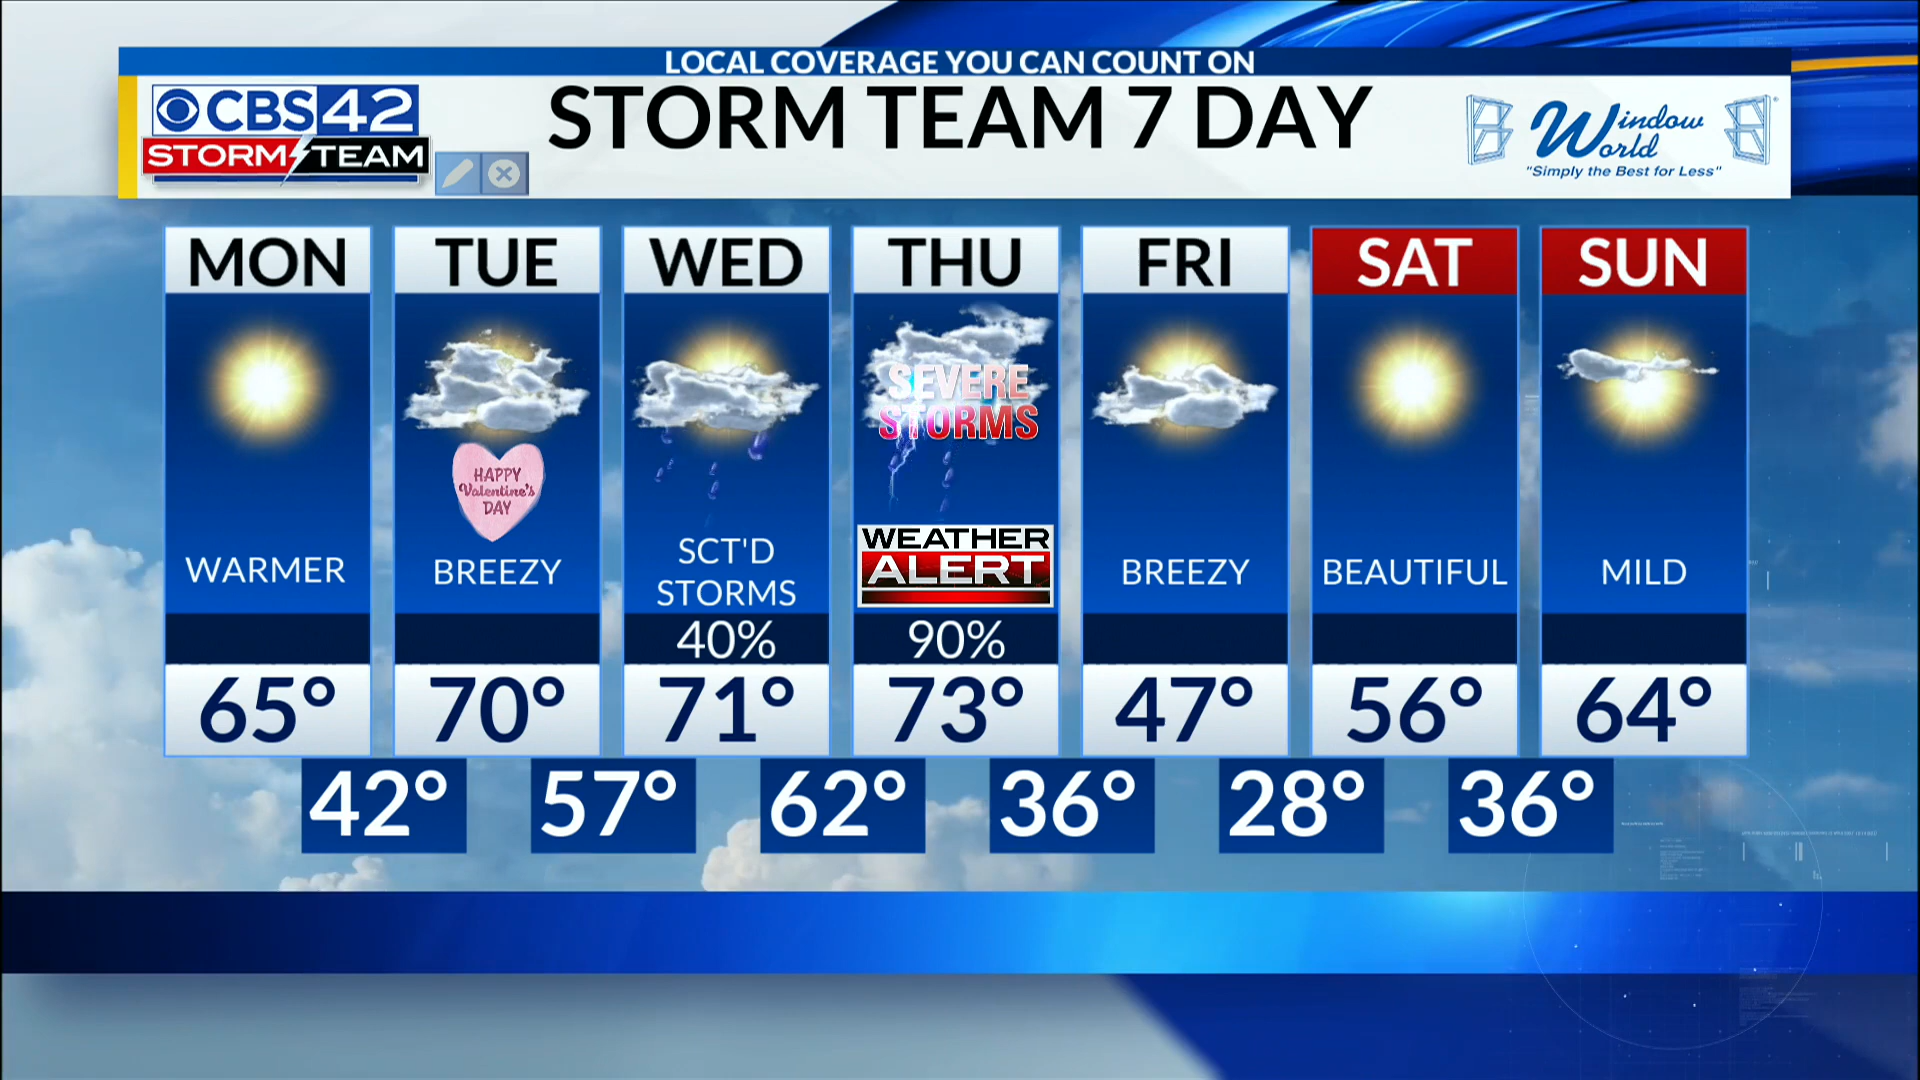 LOCAL COVERAGE YOU CAN COUNT ON
CBS 42
STORM TEAM
STORM TEAM 7 DAY
Window World
"Simply the Best for Less"
MON TUE WED THU FRI SAT SUN
SEVERE
STORMS
HAPPY
Valentine's
DAY
WARMER
BREEZY
SCT'D
STORMS
WEATHER
ALERT
BREEZY
BEAUTIFUL
MILD
40% 90%
65° 70° 71° 73° 47° 56° 64°
42° 57° 62° 36° 28° 36°